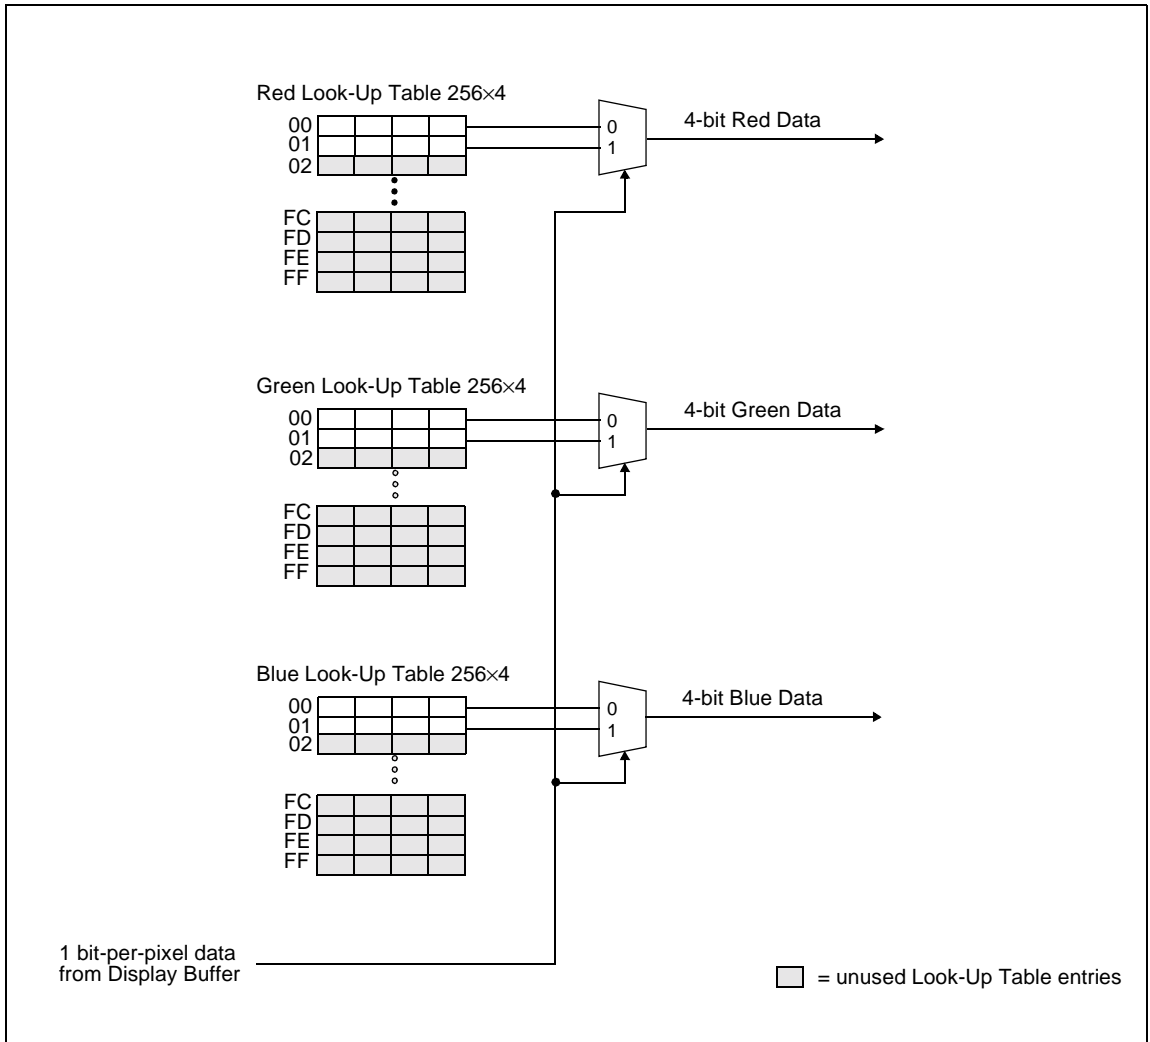 Red Look-Up Table 256×4
00
01
02
FC
FD
FE
FF
0
1
4-bit Red Data
Green Look-Up Table 256×4
00
01
02
FC
FD
FE
FF
0
1
4-bit Green Data
Blue Look-Up Table 256×4
00
01
02
FC
FD
FE
FF
0
1
4-bit Blue Data
1 bit-per-pixel data
from Display Buffer
= unused Look-Up Table entries